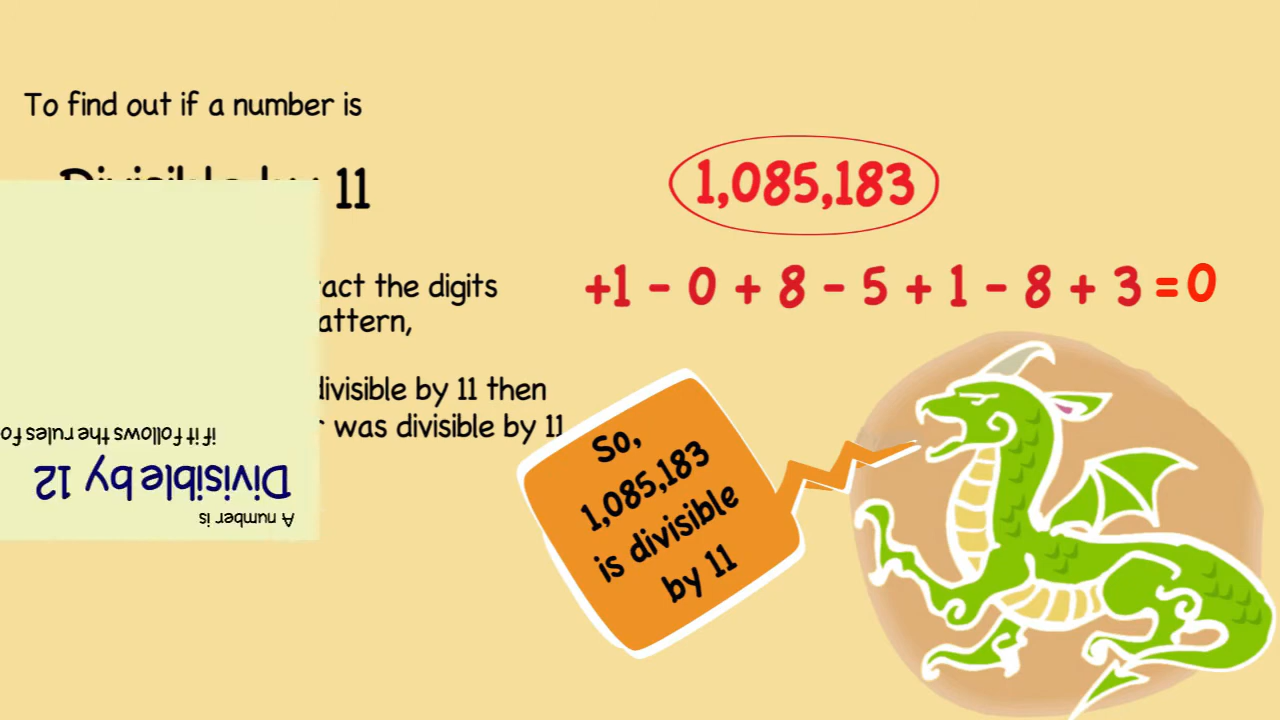 To find out if a number is
11
act the digits
attern,
divisible by 11 then
was divisible by 11
1,085,183
+1 - 0 + 8 - 5 + 1 - 8 + 3 = 0
So,
1,085,183
is divisible
by 11
A number is
Divisible by 12
if it follows the rules fo